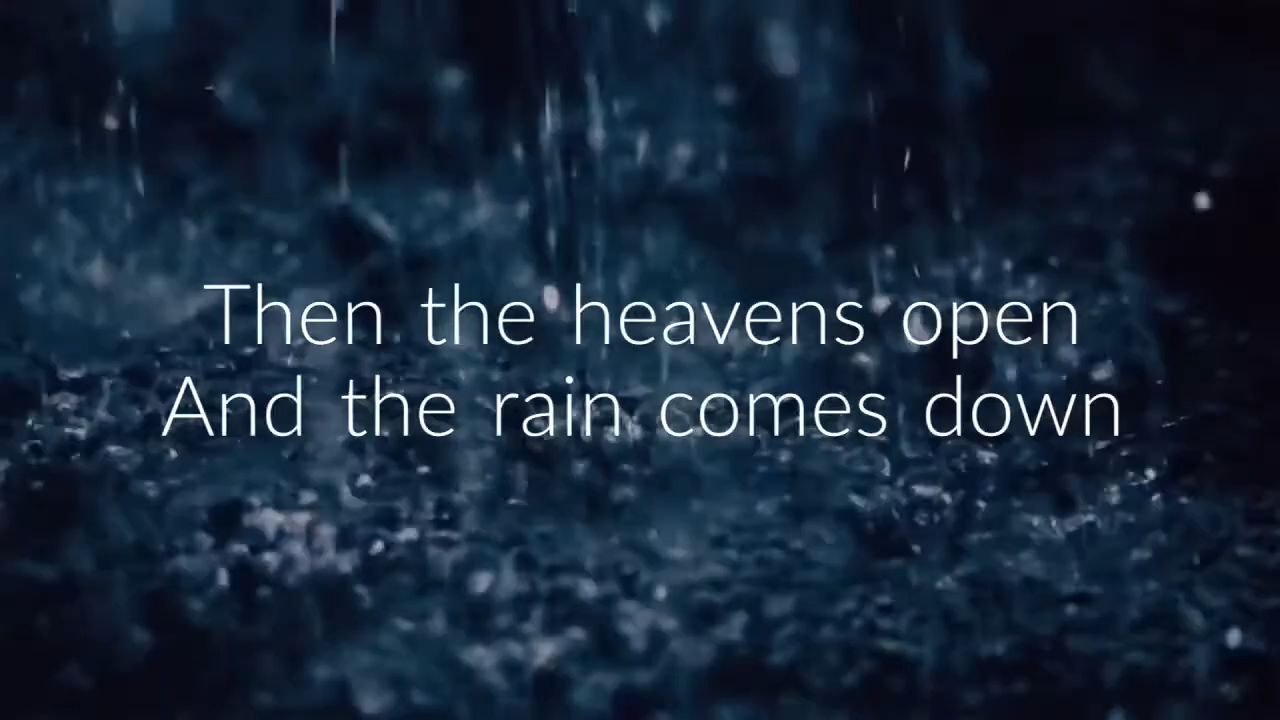 Then the heavens open
And the rain comes down